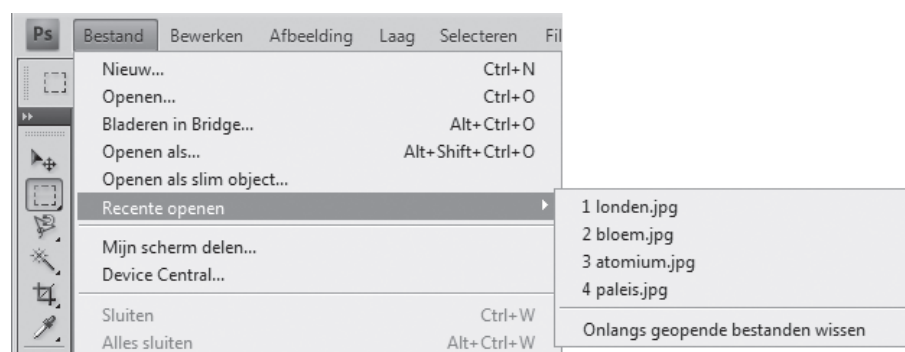 Ps Bestand Bewerken Afbeelding Laag Selecteren Fil
Nieuw... Ctrl+N
Openen... Ctrl+O
Bladeren in Bridge... Alt+Ctrl+O
Openen als... Alt+Shift+Ctrl+O
Openen als slim object...
Recente openen
1 londen.jpg
2 bloem.jpg
3 atomium.jpg
4 paleis.jpg
Onlangs geopende bestanden wissen
Mijn scherm delen...
Device Central...
Sluiten Ctrl+W
Alles sluiten Alt+Ctrl+W